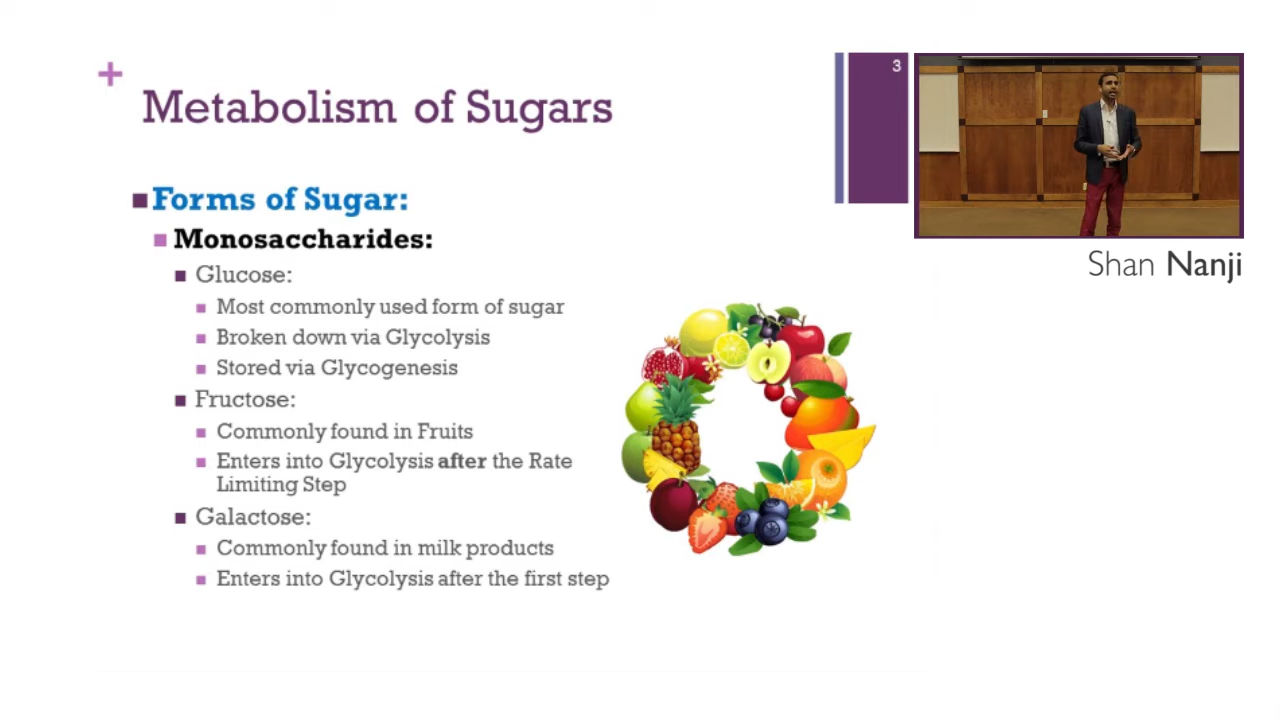 +
Metabolism of Sugars
3
Forms of Sugar:
Monosaccharides:
Glucose:
Most commonly used form of sugar
Broken down via Glycolysis
Stored via Glycogenesis
Fructose:
Commonly found in Fruits
Enters into Glycolysis after the Rate
Limiting Step
Galactose:
Commonly found in milk products
Enters into Glycolysis after the first step
Shan Nanji